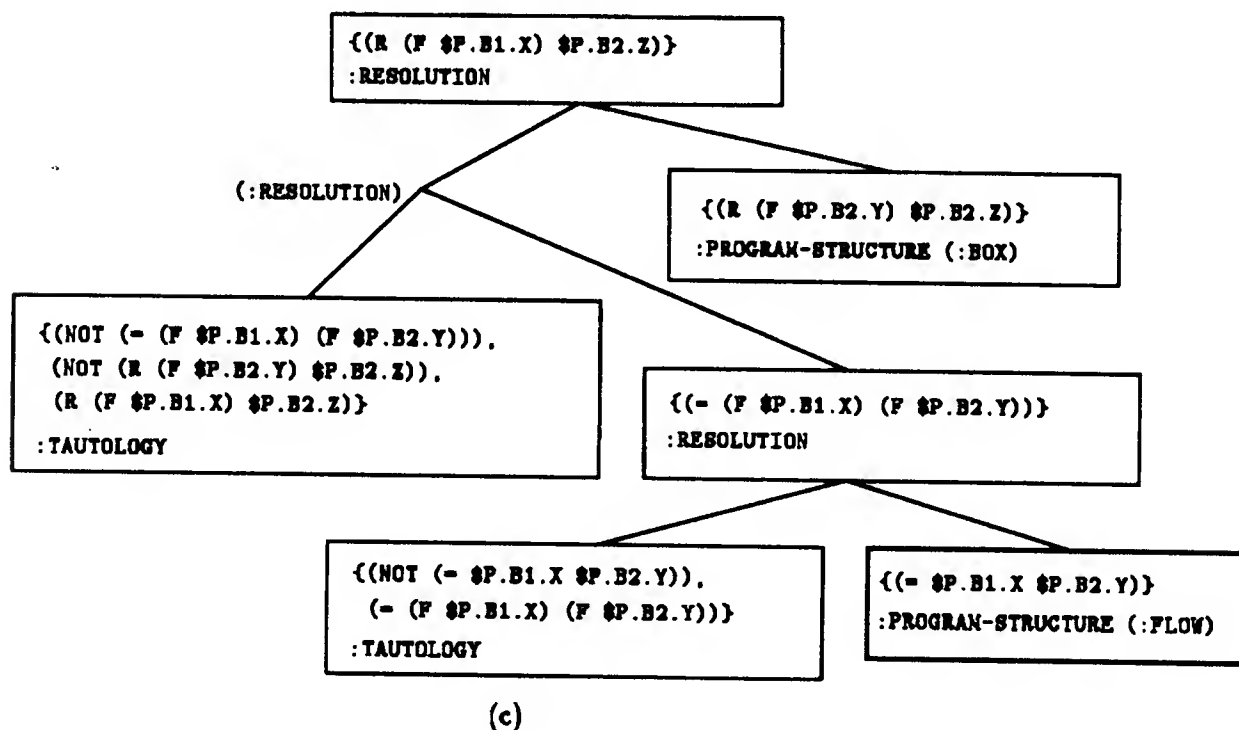 {(R (F $P.B1.X) $P.B2.Z)}
:RESOLUTION
(:RESOLUTION)
{(R (F $P.B2.Y) $P.B2.Z)}
:PROGRAM-STRUCTURE (:BOX)
{(NOT (= (F $P.B1.X) (F $P.B2.Y))),
(NOT (R (F $P.B2.Y) $P.B2.Z)),
(R (F $P.B1.X) $P.B2.Z)}
:TAUTOLOGY
{(= (F $P.B1.X) (F $P.B2.Y))}
:RESOLUTION
{(NOT (= $P.B1.X $P.B2.Y)),
(= (F $P.B1.X) (F $P.B2.Y))}
:TAUTOLOGY
{(= $P.B1.X $P.B2.Y)}
:PROGRAM-STRUCTURE (:FLOW)
(c)